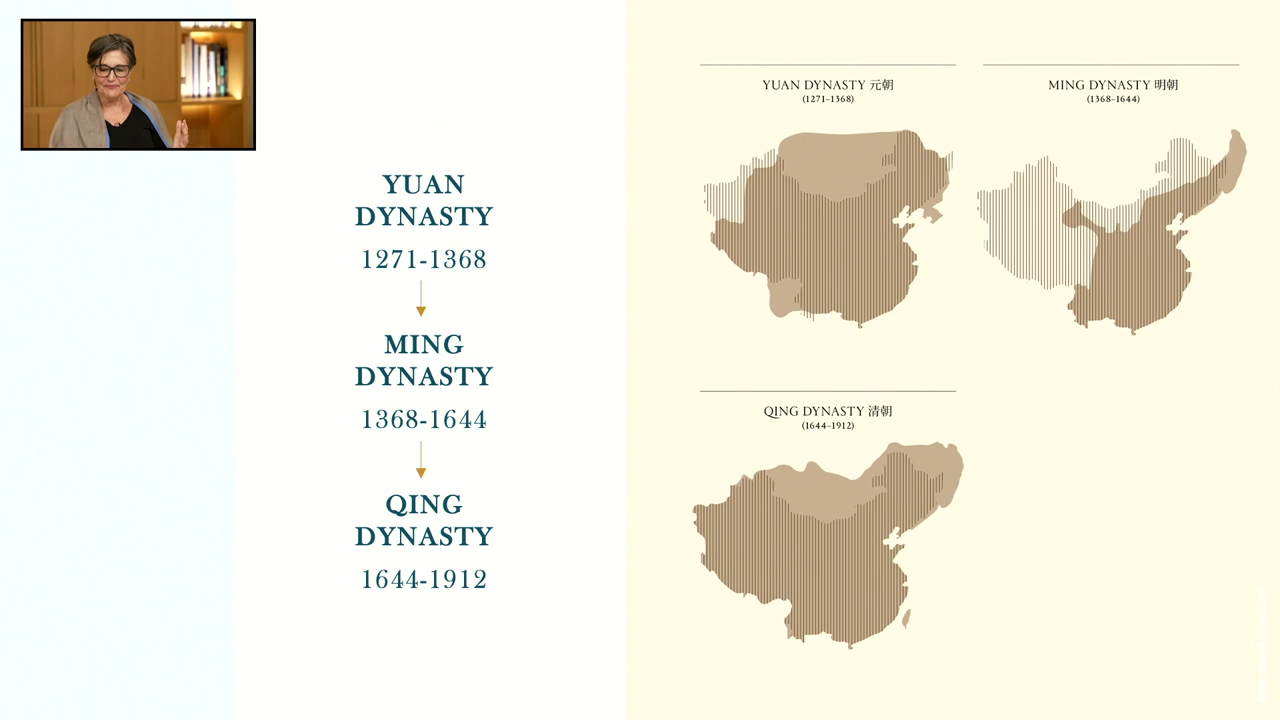 YUAN
DYNASTY
1271-1368
MING
DYNASTY
1368-1644
QING
DYNASTY
1644-1912
YUAN DYNASTY 元朝
(1271–1368)
MING DYNASTY 明朝
(1368–1644)
QING DYNASTY 清朝
(1644–1912)